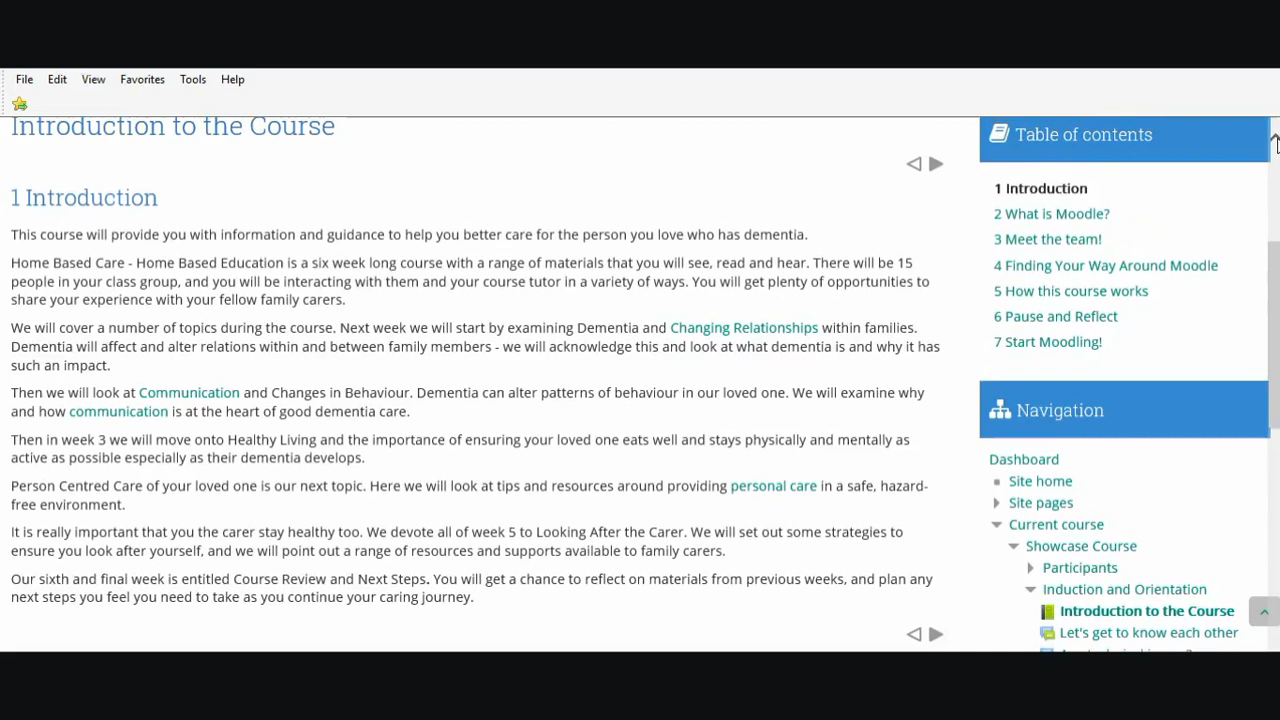 File Edit View Favorites Tools Help
Introduction to the Course
1 Introduction
This course will provide you with information and guidance to help you better care for the person you love who has dementia.
Home Based Care - Home Based Education is a six week long course with a range of materials that you will see, read and hear. There will be 15
people in your class group, and you will be interacting with them and your course tutor in a variety of ways. You will get plenty of opportunities to
share your experience with your fellow family carers.
We will cover a number of topics during the course. Next week we will start by examining Dementia and Changing Relationships within families.
Dementia will affect and alter relations within and between family members - we will acknowledge this and look at what dementia is and why it has
such an impact.
Then we will look at Communication and Changes in Behaviour. Dementia can alter patterns of behaviour in our loved one. We will examine why
and how communication is at the heart of good dementia care.
Then in week 3 we will move onto Healthy Living and the importance of ensuring your loved one eats well and stays physically and mentally as
active as possible especially as their dementia develops.
Person Centred Care of your loved one is our next topic. Here we will look at tips and resources around providing personal care in a safe, hazard-
free environment.
It is really important that you the carer stay healthy too. We devote all of week 5 to Looking After the Carer. We will set out some strategies to
ensure you look after yourself, and we will point out a range of resources and supports available to family carers.
Our sixth and final week is entitled Course Review and Next Steps. You will get a chance to reflect on materials from previous weeks, and plan any
next steps you feel you need to take as you continue your caring journey.
Table of contents
1 Introduction
2 What is Moodle?
3 Meet the team!
4 Finding Your Way Around Moodle
5 How this course works
6 Pause and Reflect
7 Start Moodling!
Navigation
Dashboard
Site home
Site pages
Current course
Showcase Course
Participants
Induction and Orientation
Introduction to the Course
Let's get to know each other